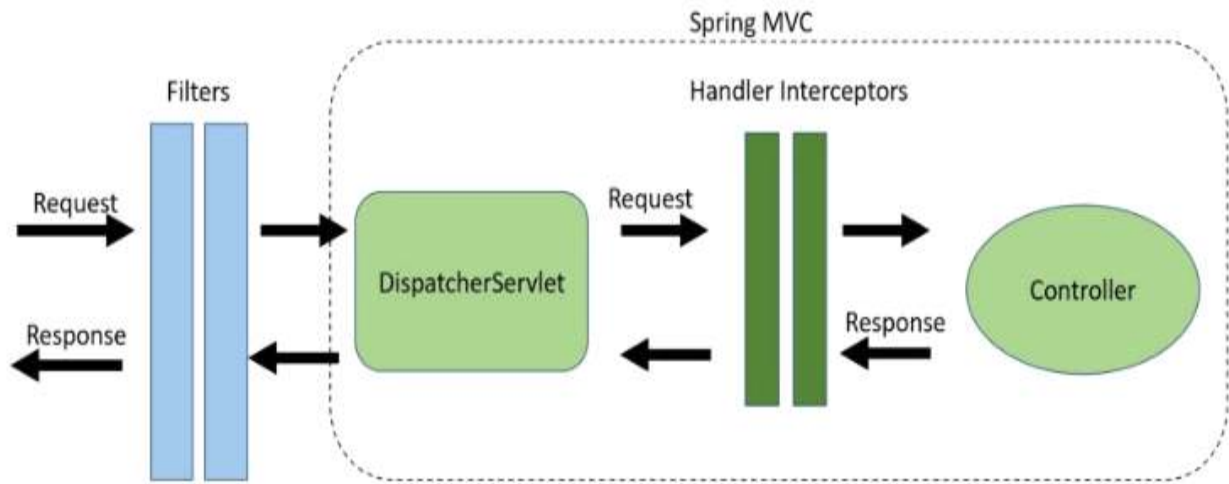 Spring MVC
Filters
Handler Interceptors
Request
Request
DispatcherServlet
Controller
Response
Response